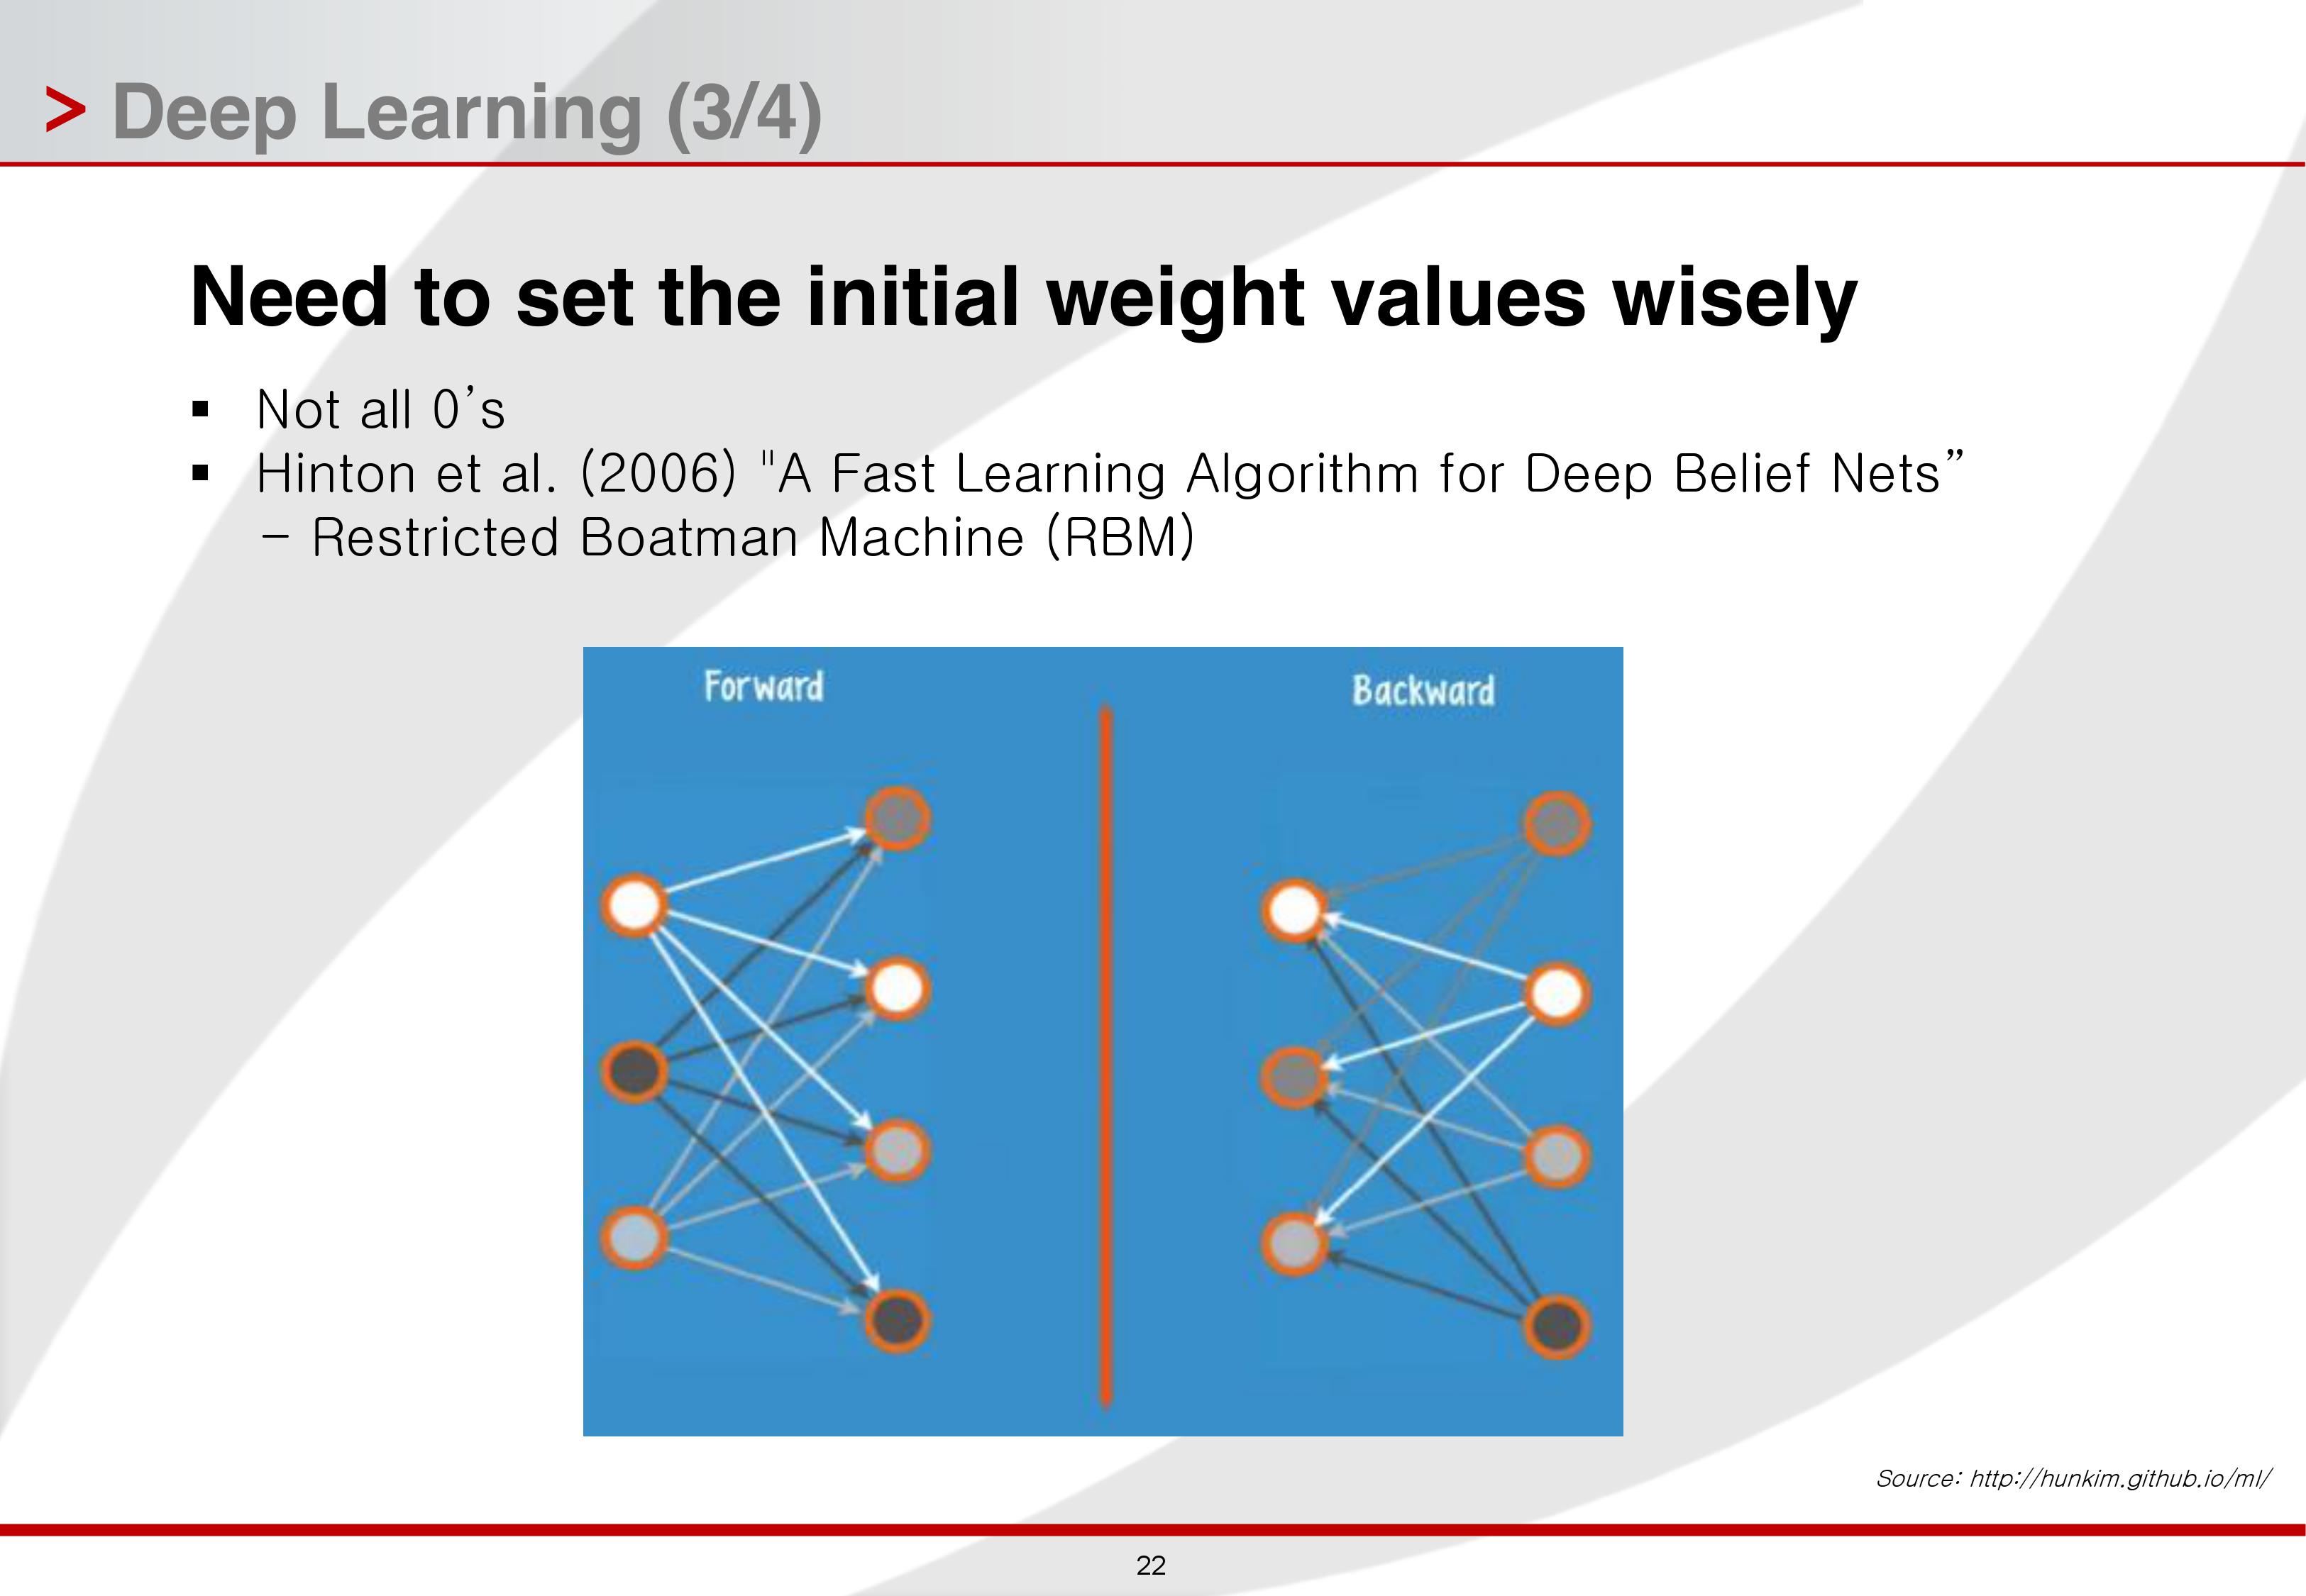 > Deep Learning (3/4)
Need to set the initial weight values wisely
▪ Not all 0’s
▪ Hinton et al. (2006) "A Fast Learning Algorithm for Deep Belief Nets”
– Restricted Boatman Machine (RBM)
Forward
Backward
Source: http://hunkim.github.io/ml/
22